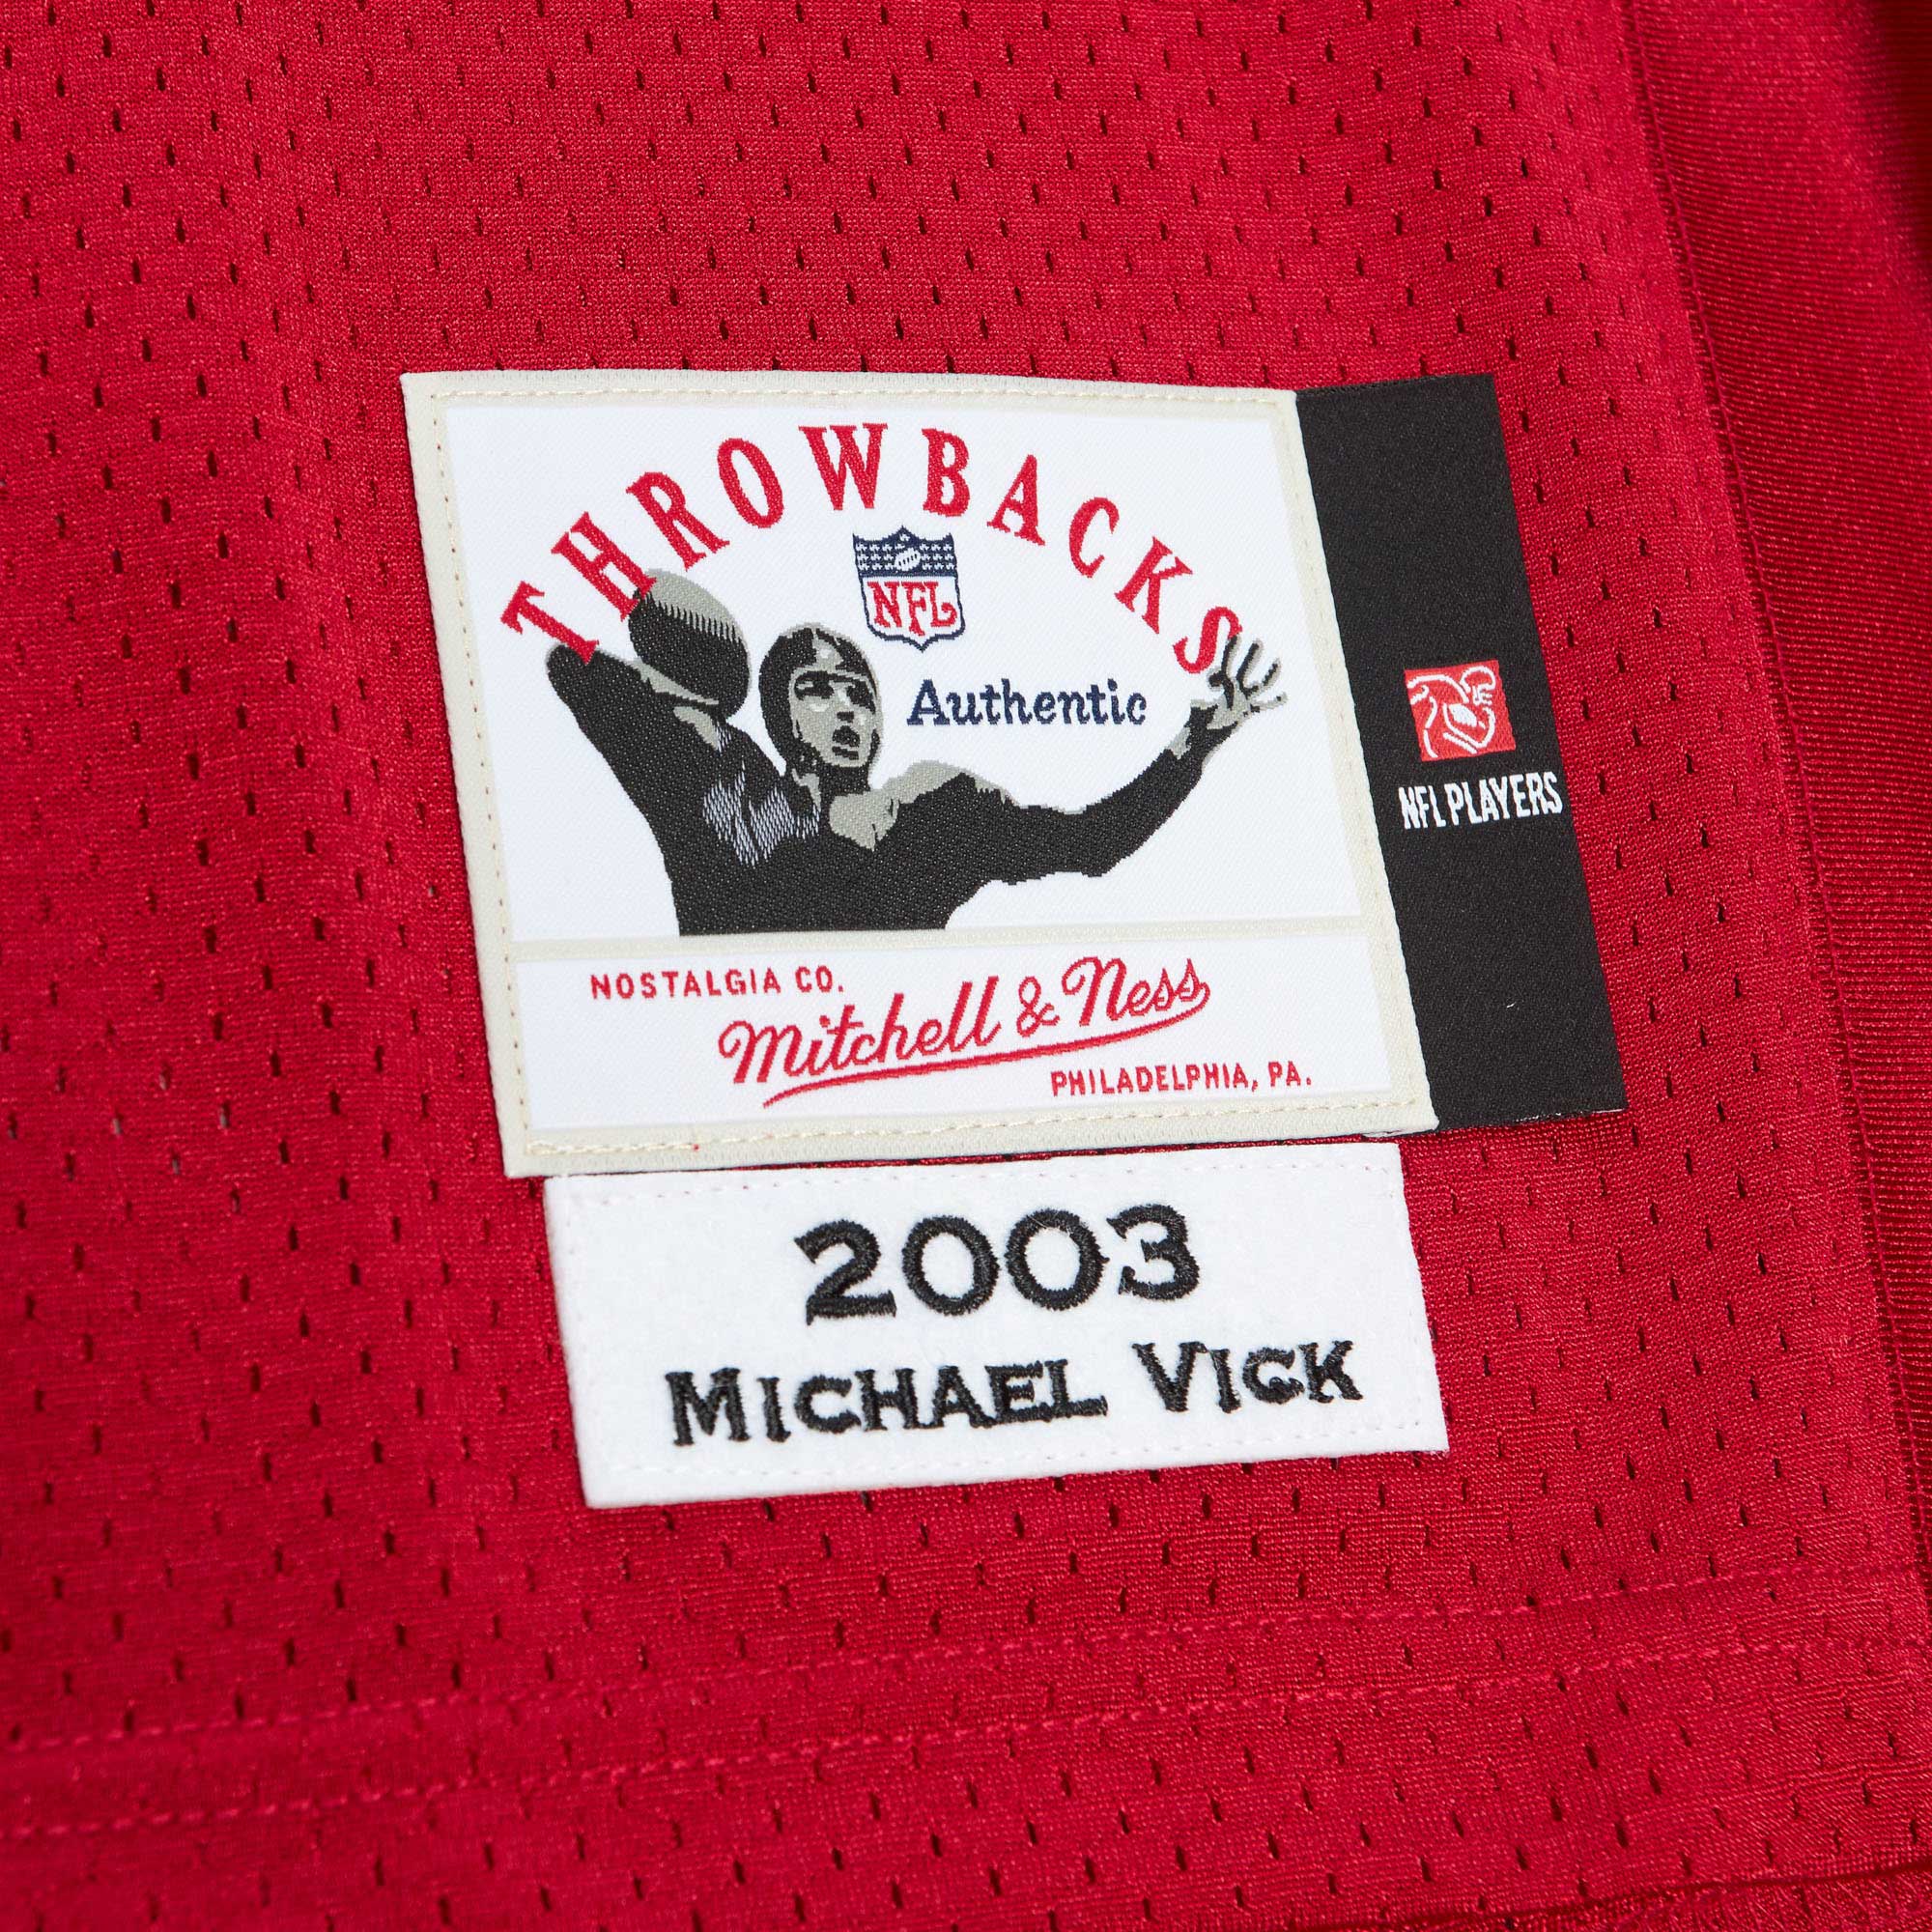 THROWBACKS
NFL
Authentic
NFL PLAYERS
NOSTALGIA CO.
Mitchell & Ness
PHILADELPHIA, PA.
2003
MICHAEL VICK